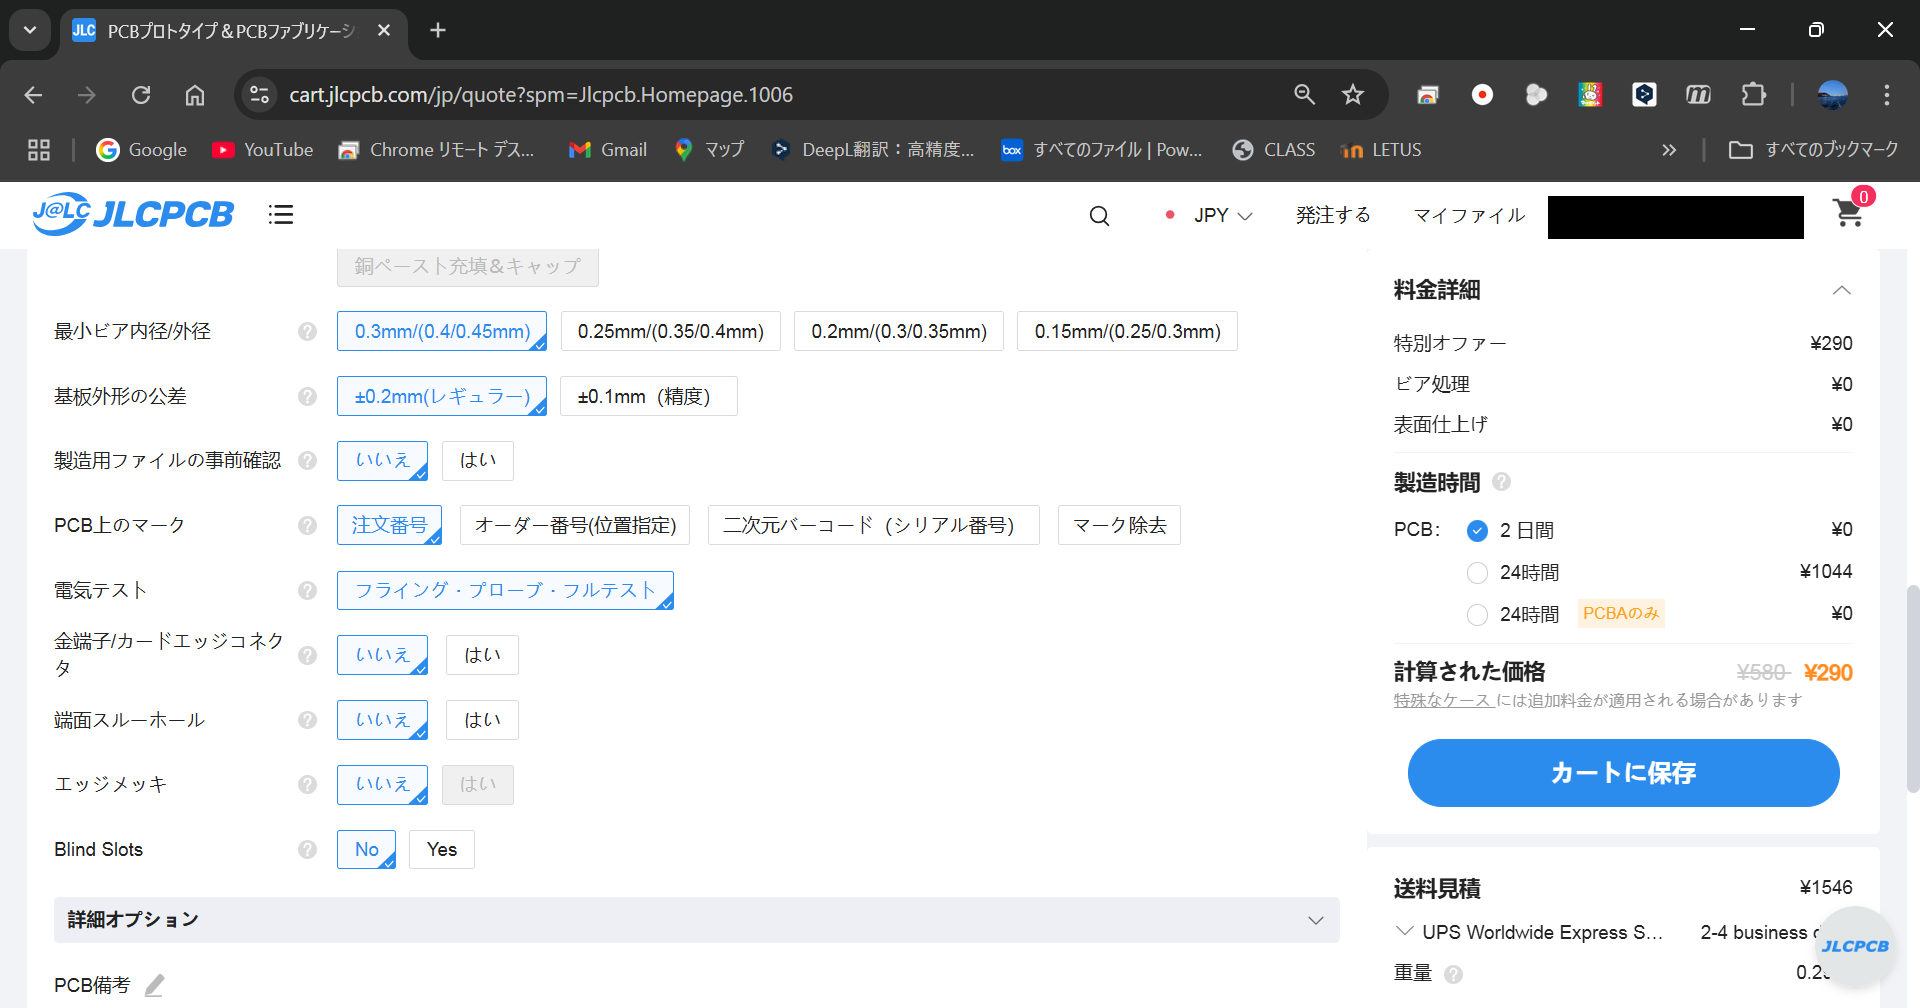 JLC PCBプロトタイプ＆PCBファブリケーシ
cart.jlcpcb.com/jp/quote?spm=Jlcpcb.Homepage.1006
Google YouTube Chrome リモート デス... Gmail マップ DeepL翻訳：高精度... box すべてのファイル | Pow... CLASS LETUS すべてのブックマーク
J@LC JLCPCB JPY 発注する マイファイル 0
銅ペースト充填＆キャップ
最小ビア内径/外径 ? 0.3mm/(0.4/0.45mm) 0.25mm/(0.35/0.4mm) 0.2mm/(0.3/0.35mm) 0.15mm/(0.25/0.3mm)
基板外形の公差 ? ±0.2mm(レギュラー) ±0.1mm（精度）
製造用ファイルの事前確認 ? いいえ はい
PCB上のマーク ? 注文番号 オーダー番号(位置指定) 二次元バーコード（シリアル番号） マーク除去
電気テスト ? フライング・プローブ・フルテスト
金端子/カードエッジコネク
タ ? いいえ はい
端面スルーホール ? いいえ はい
エッジメッキ ? いいえ はい
Blind Slots ? No Yes
詳細オプション
PCB備考
料金詳細
特別オファー ¥290
ビア処理 ¥0
表面仕上げ ¥0
製造時間 ?
PCB: 2 日間 ¥0
24時間 ¥1044
24時間 PCBAのみ ¥0
計算された価格 ¥580 ¥290
特殊なケース には追加料金が適用される場合があります
カートに保存
送料見積 ¥1546
UPS Worldwide Express S... 2-4 business
重量 ? 0.2
JLCPCB